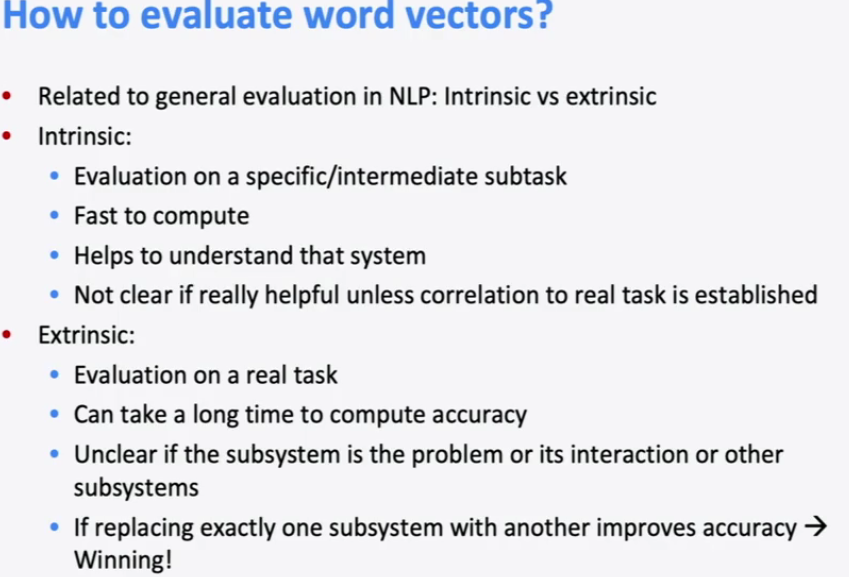 How to evaluate word vectors?
• Related to general evaluation in NLP: Intrinsic vs extrinsic
• Intrinsic:
• Evaluation on a specific/intermediate subtask
• Fast to compute
• Helps to understand that system
• Not clear if really helpful unless correlation to real task is established
• Extrinsic:
• Evaluation on a real task
• Can take a long time to compute accuracy
• Unclear if the subsystem is the problem or its interaction or other
subsystems
• If replacing exactly one subsystem with another improves accuracy →
Winning!